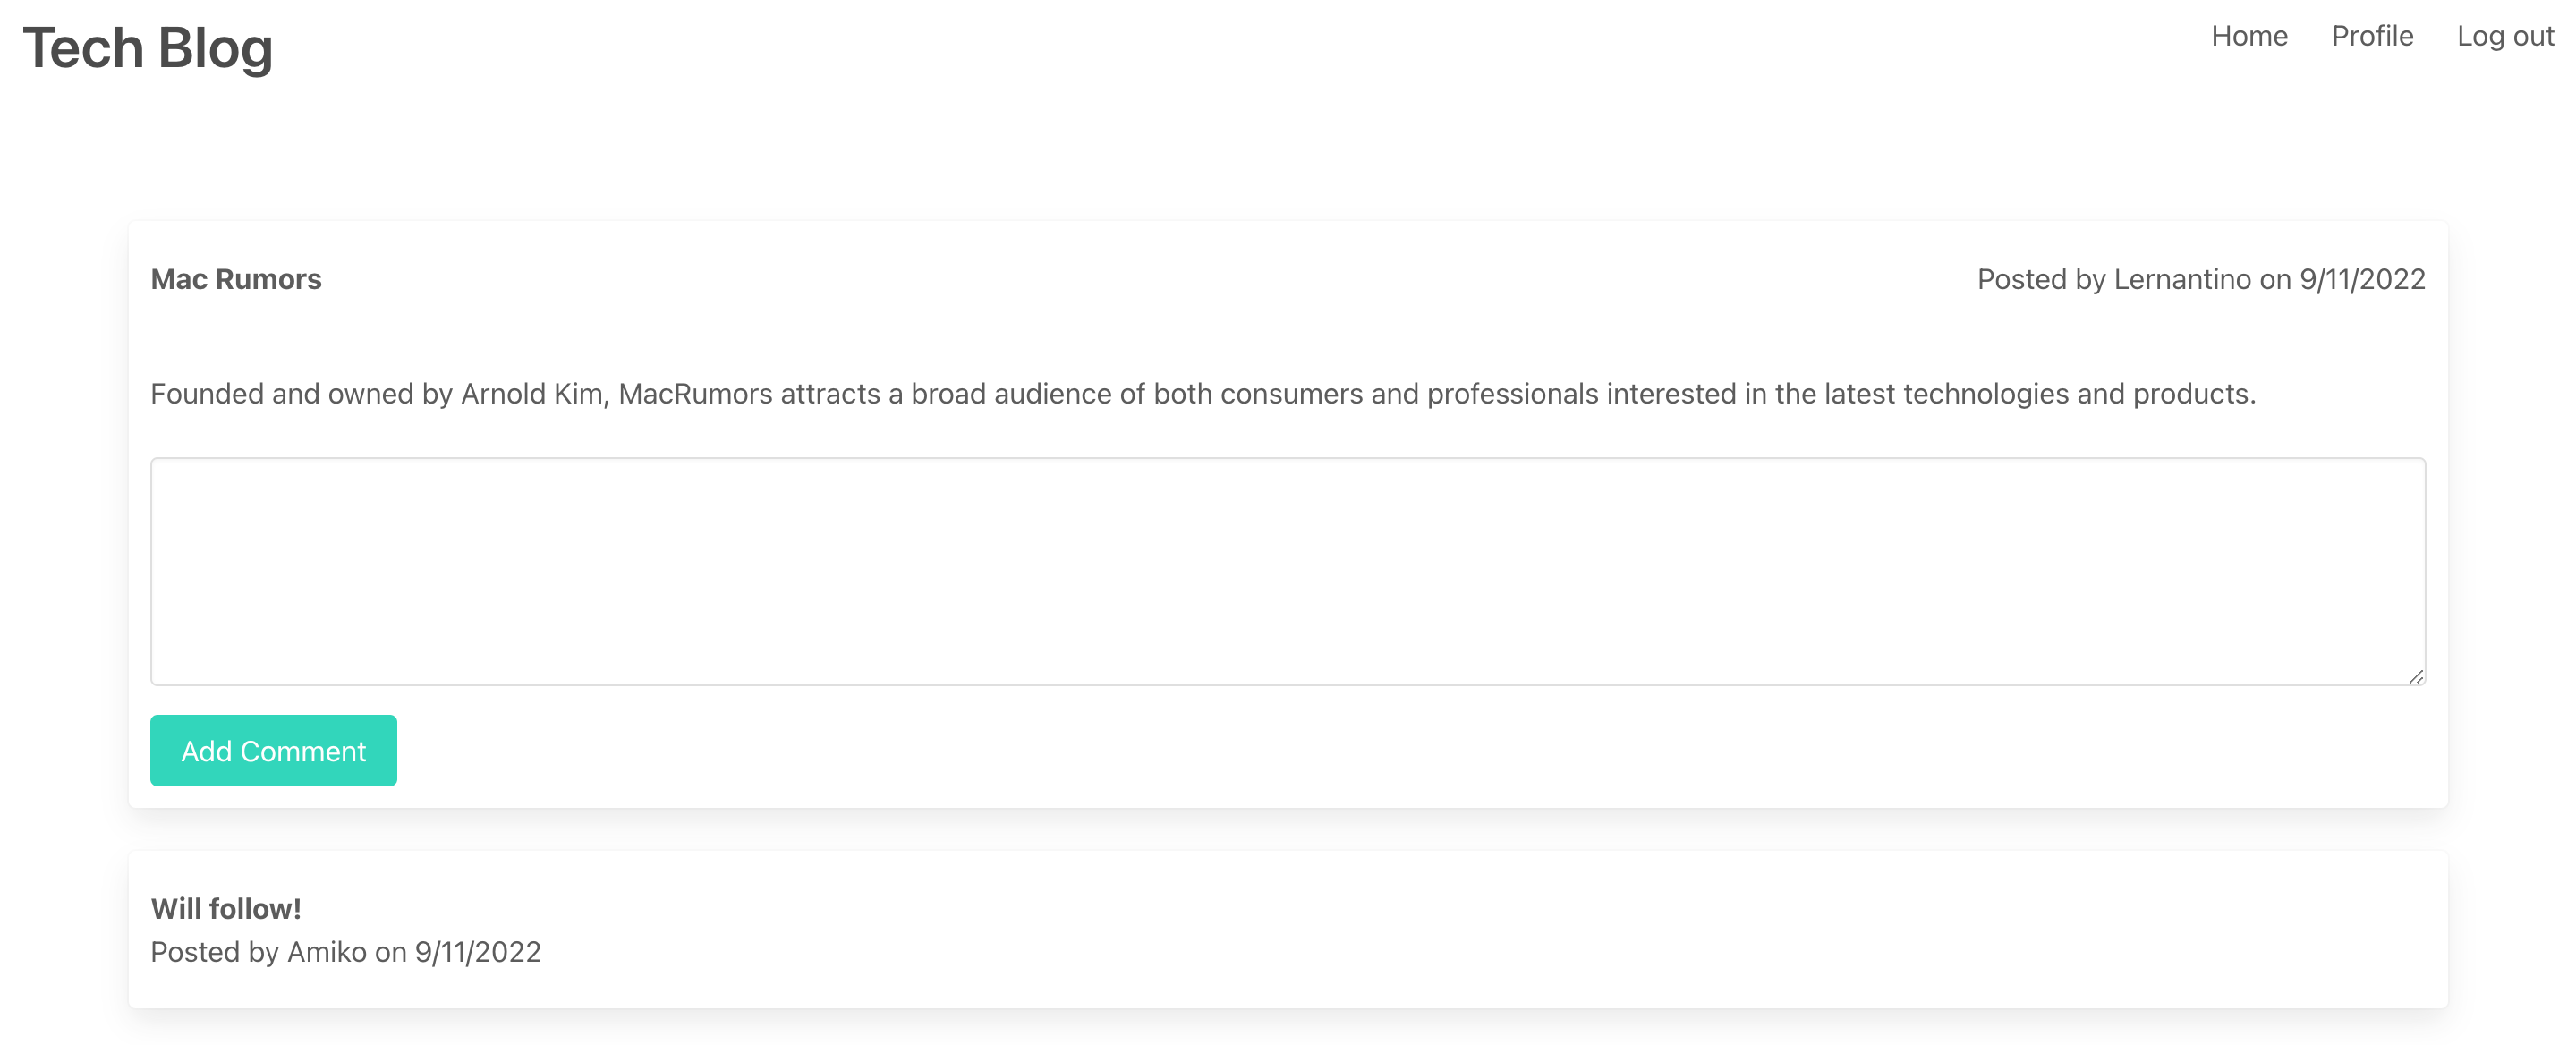 Tech Blog
Home Profile Log out
Mac Rumors
Posted by Lernantino on 9/11/2022
Founded and owned by Arnold Kim, MacRumors attracts a broad audience of both consumers and professionals interested in the latest technologies and products.
Add Comment
Will follow!
Posted by Amiko on 9/11/2022